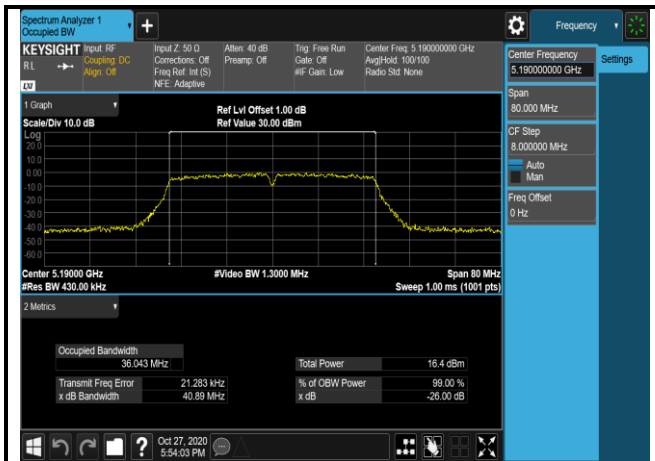 Spectrum Analyzer 1
Occupied BW
+
Frequency
KEYSIGHT
RL
LXI
Input: RF
Coupling: DC
Align: Off
Input Z: 50 Ω
Corrections: Off
Freq Ref: Int (S)
NFE: Adaptive
Atten: 40 dB
Preamp: Off
Trig: Free Run
Gate: Off
#IF Gain: Low
Center Freq: 5.190000000 GHz
Avg|Hold: 100/100
Radio Std: None
Center Frequency
5.190000000 GHz
Settings
Span
80.000 MHz
CF Step
8.000000 MHz
Auto
Man
Freq Offset
0 Hz
1 Graph
Scale/Div 10.0 dB
Ref Lvl Offset 1.00 dB
Ref Value 30.00 dBm
Log
20.0
10.0
0.00
-10.0
-20.0
-30.0
-40.0
-50.0
-60.0
Center 5.19000 GHz
#Video BW 1.3000 MHz
Span 80 MHz
#Res BW 430.00 kHz
Sweep 1.00 ms (1001 pts)
2 Metrics
Occupied Bandwidth
36.043 MHz
Total Power 16.4 dBm
Transmit Freq Error 21.283 kHz
% of OBW Power 99.00 %
x dB Bandwidth 40.89 MHz
x dB -26.00 dB
?
Oct 27, 2020
5:54:03 PM